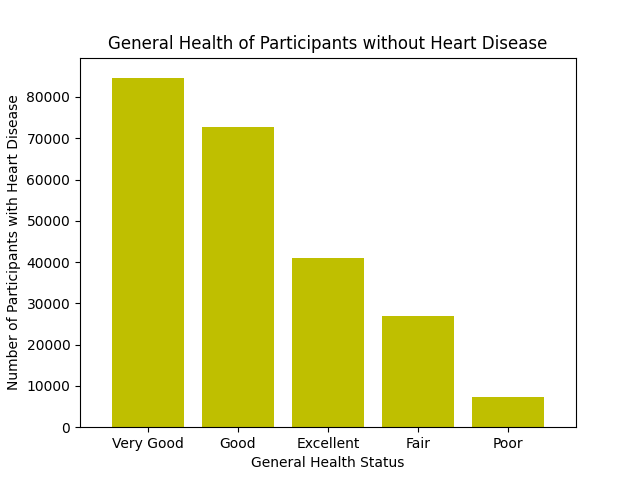 General Health of Participants without Heart Disease
Number of Participants with Heart Disease
80000
70000
60000
50000
40000
30000
20000
10000
0
Very Good Good Excellent Fair Poor
General Health Status